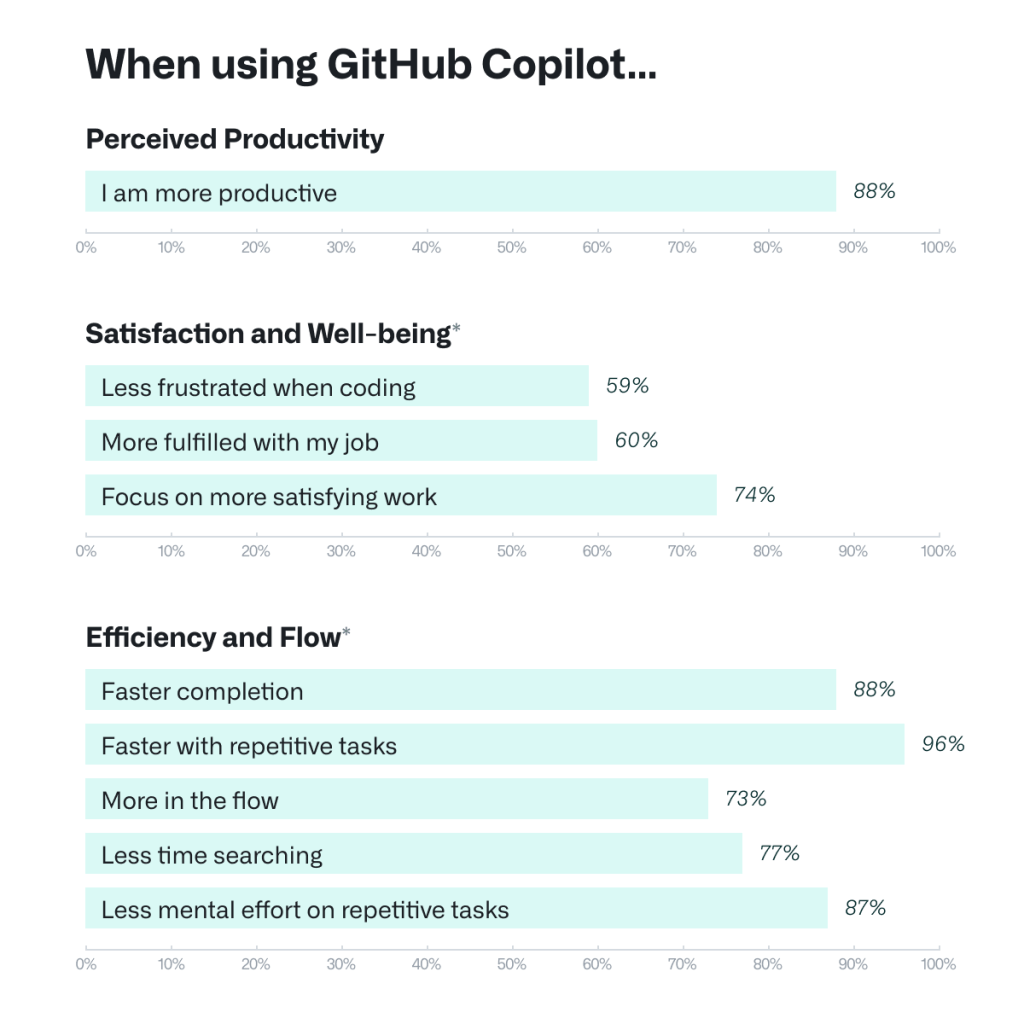 When using GitHub Copilot...
Perceived Productivity
I am more productive 88%
0% 10% 20% 30% 40% 50% 60% 70% 80% 90% 100%
Satisfaction and Well-being*
Less frustrated when coding 59%
More fulfilled with my job 60%
Focus on more satisfying work 74%
0% 10% 20% 30% 40% 50% 60% 70% 80% 90% 100%
Efficiency and Flow*
Faster completion 88%
Faster with repetitive tasks 96%
More in the flow 73%
Less time searching 77%
Less mental effort on repetitive tasks 87%
0% 10% 20% 30% 40% 50% 60% 70% 80% 90% 100%